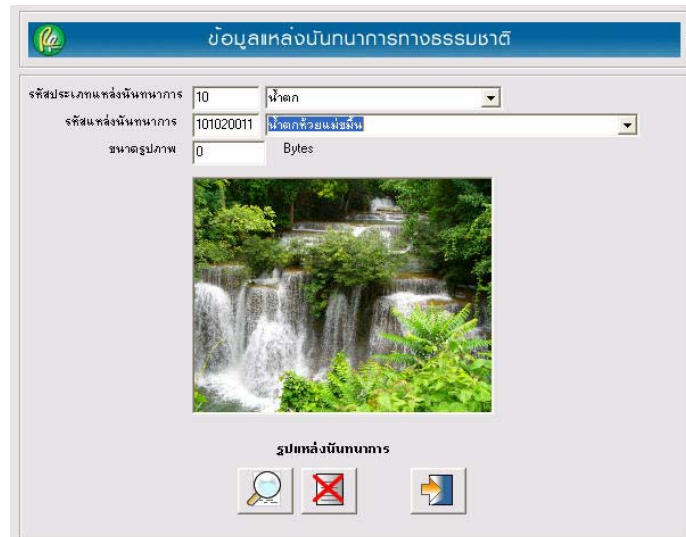 ข้อมูลแหล่งนันทนาการทางธรรมชาติ
รหัสประเภทแหล่งนันทนาการ 10 น้ำตก
รหัสแหล่งนันทนาการ 101020011 น้ำตกห้วยแม่ขมิ้น
ขนาดรูปภาพ 0 Bytes
รูปแหล่งนันทนาการ